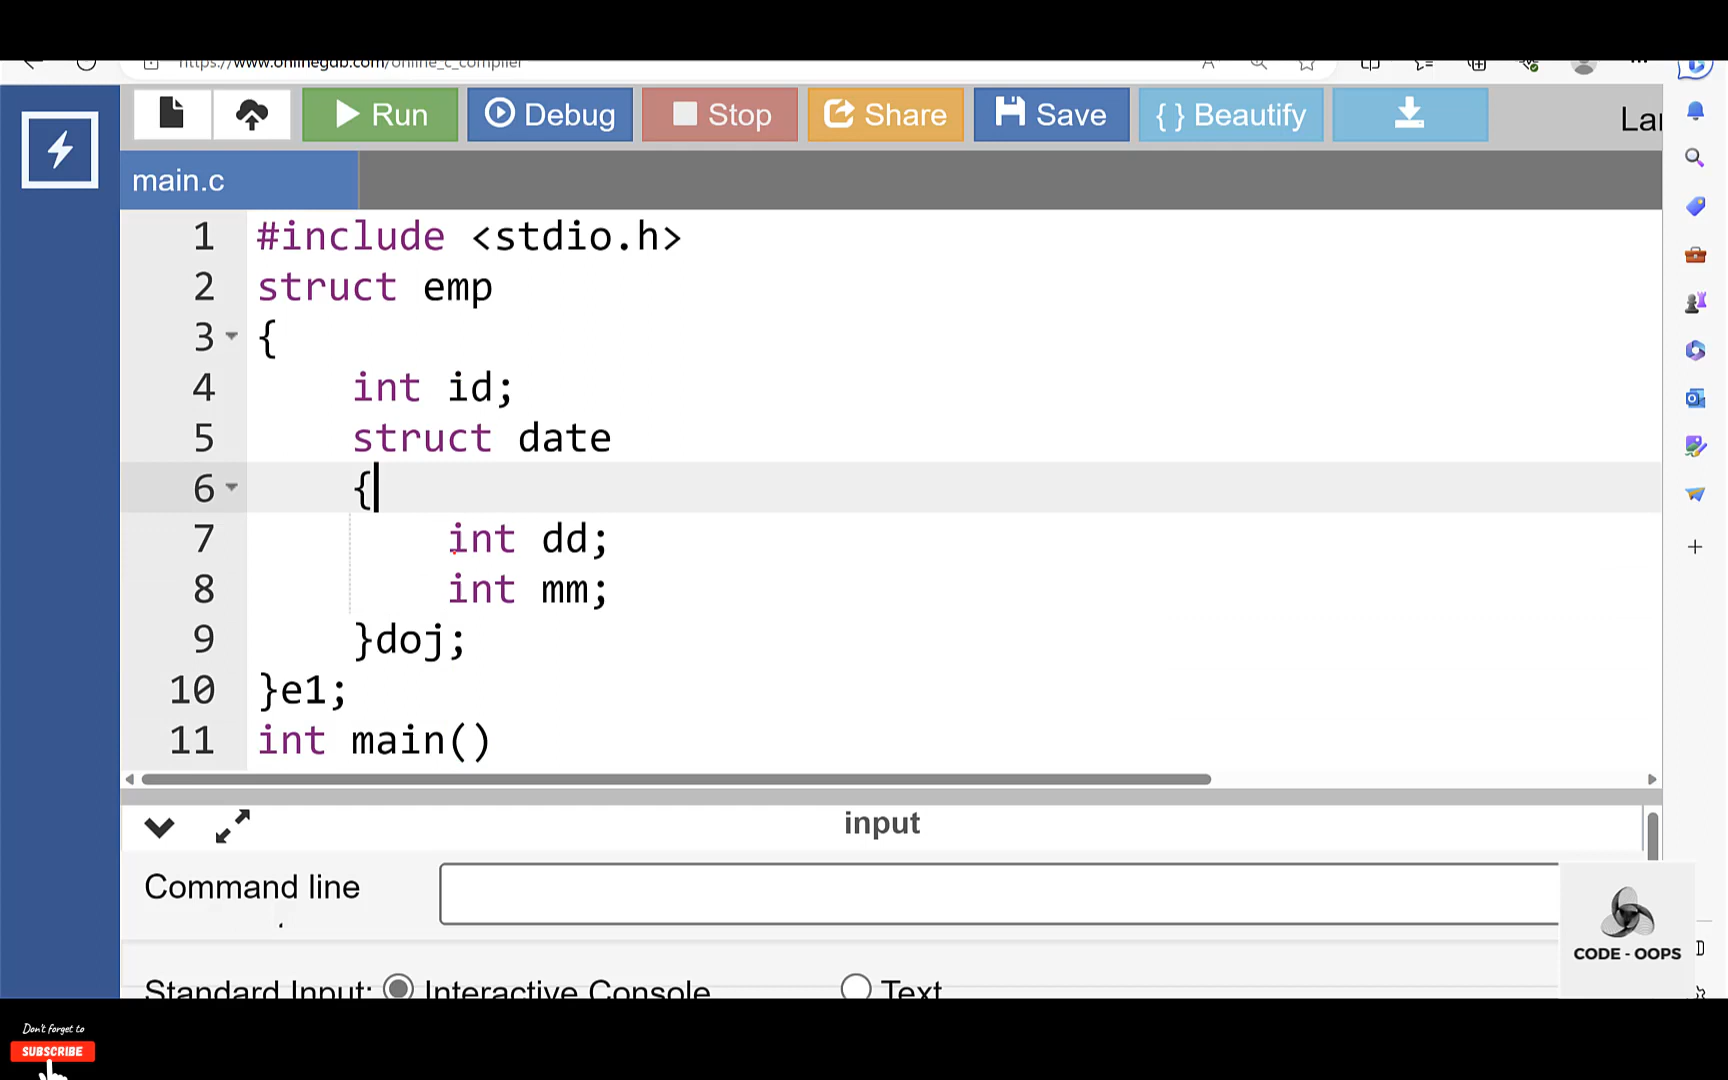 https://www.onlinegdb.com/online_c_compiler
Run
Debug
Stop
Share
Save
{ } Beautify
main.c
1 #include <stdio.h>
2 struct emp
3 {
4 int id;
5 struct date
6 {
7 int dd;
8 int mm;
9 }doj;
10 }e1;
11 int main()
input
Command line
CODE - OOPS
Standard Input: Interactive Console Text
Don't forget to
SUBSCRIBE